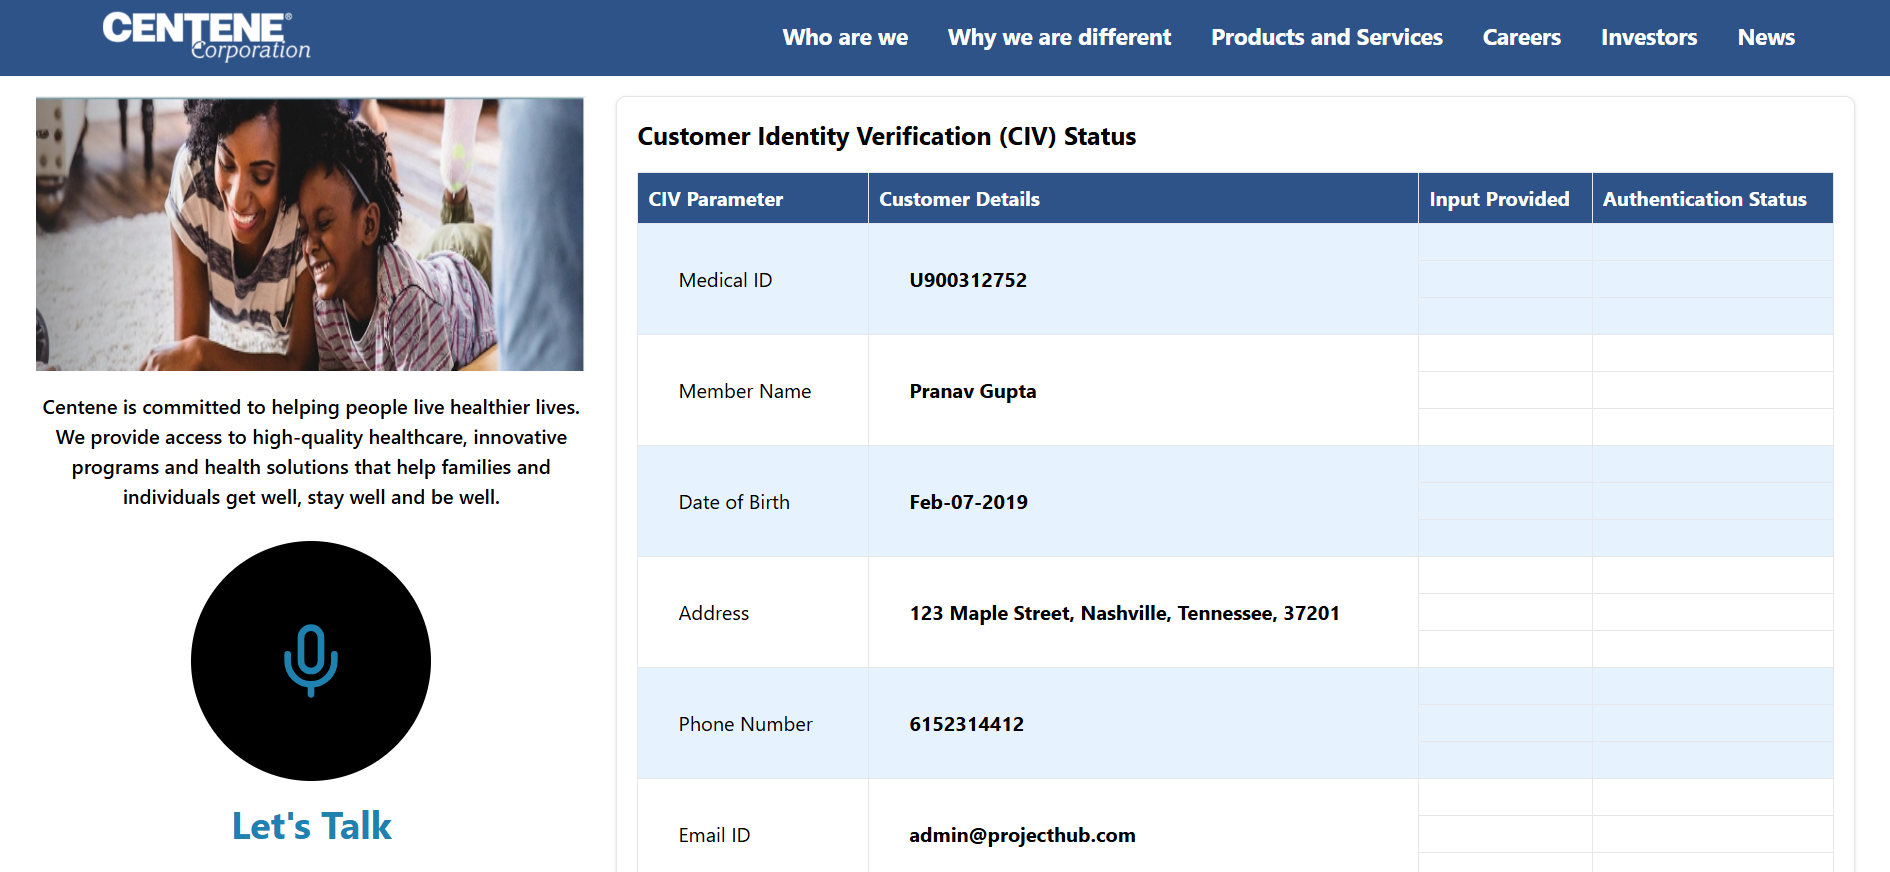 CENTENE®
Corporation
Who are we Why we are different Products and Services Careers Investors News
Centene is committed to helping people live healthier lives.
We provide access to high-quality healthcare, innovative
programs and health solutions that help families and
individuals get well, stay well and be well.
Let's Talk
Customer Identity Verification (CIV) Status
CIV Parameter Customer Details Input Provided Authentication Status
Medical ID U900312752
Member Name Pranav Gupta
Date of Birth Feb-07-2019
Address 123 Maple Street, Nashville, Tennessee, 37201
Phone Number 6152314412
Email ID admin@projecthub.com